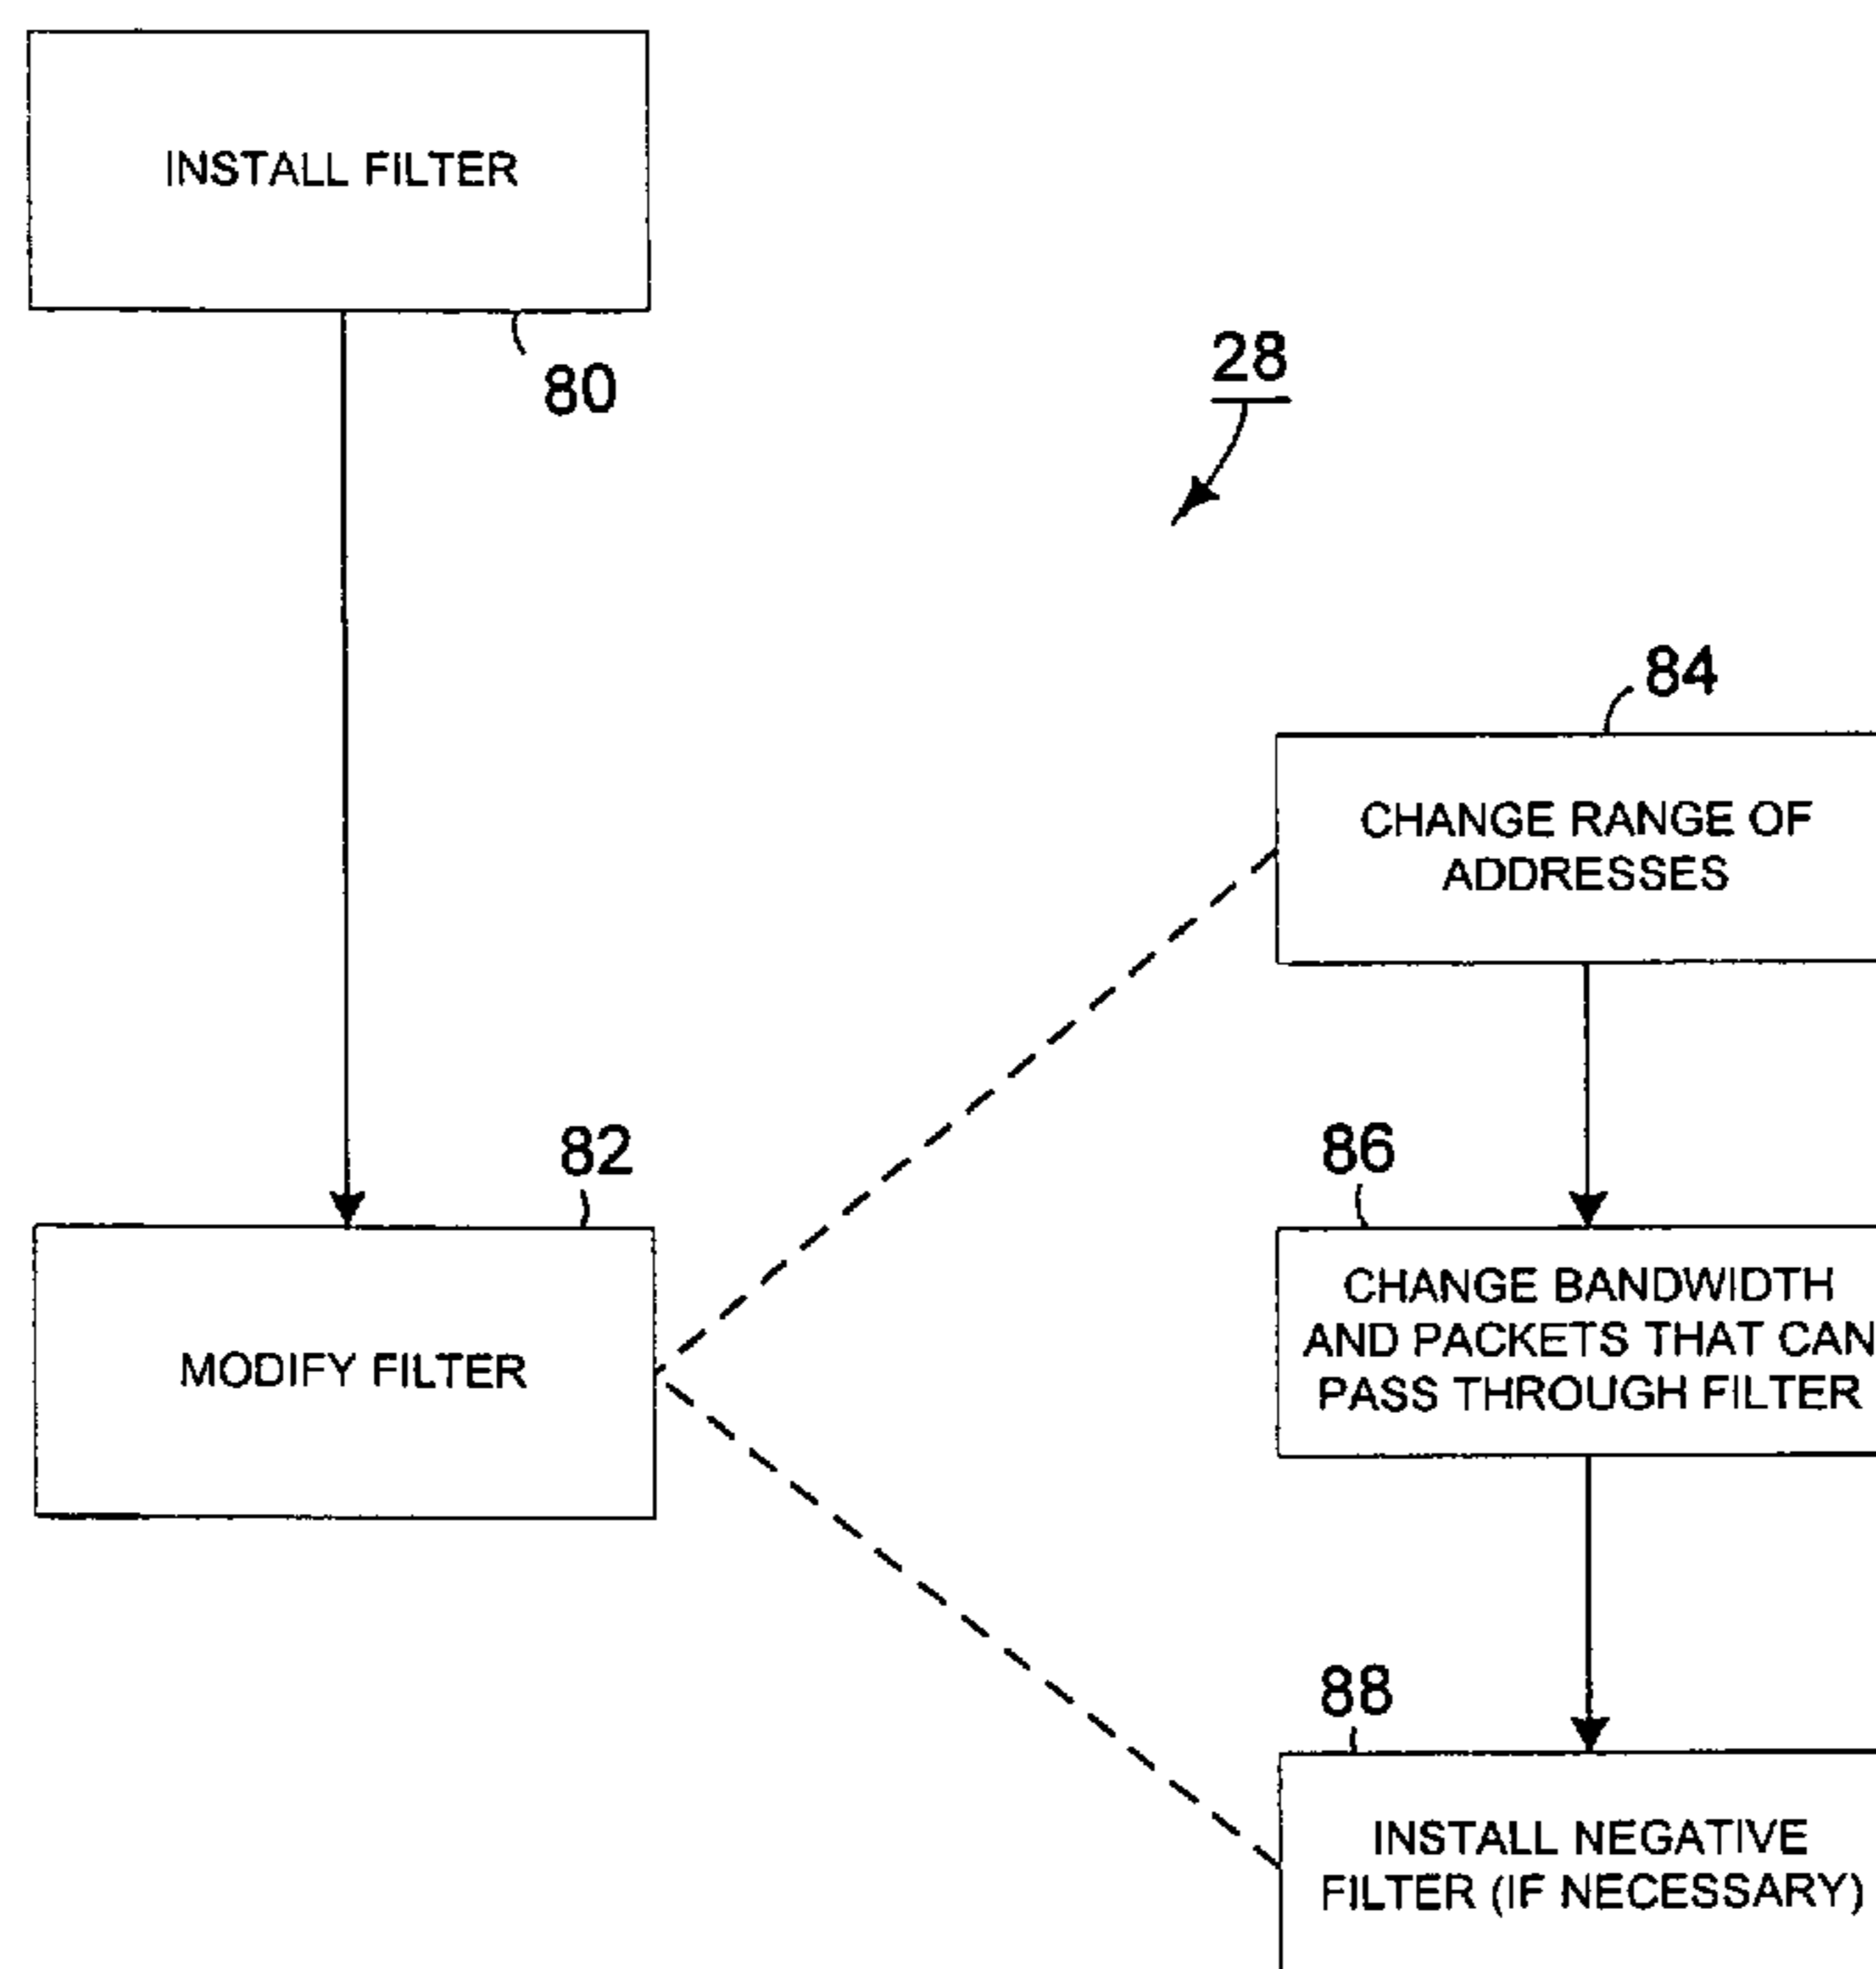 INSTALL FILTER
80
28
84
CHANGE RANGE OF
ADDRESSES
82
86
MODIFY FILTER
CHANGE BANDWIDTH
AND PACKETS THAT CAN
PASS THROUGH FILTER
88
INSTALL NEGATIVE
FILTER (IF NECESSARY)